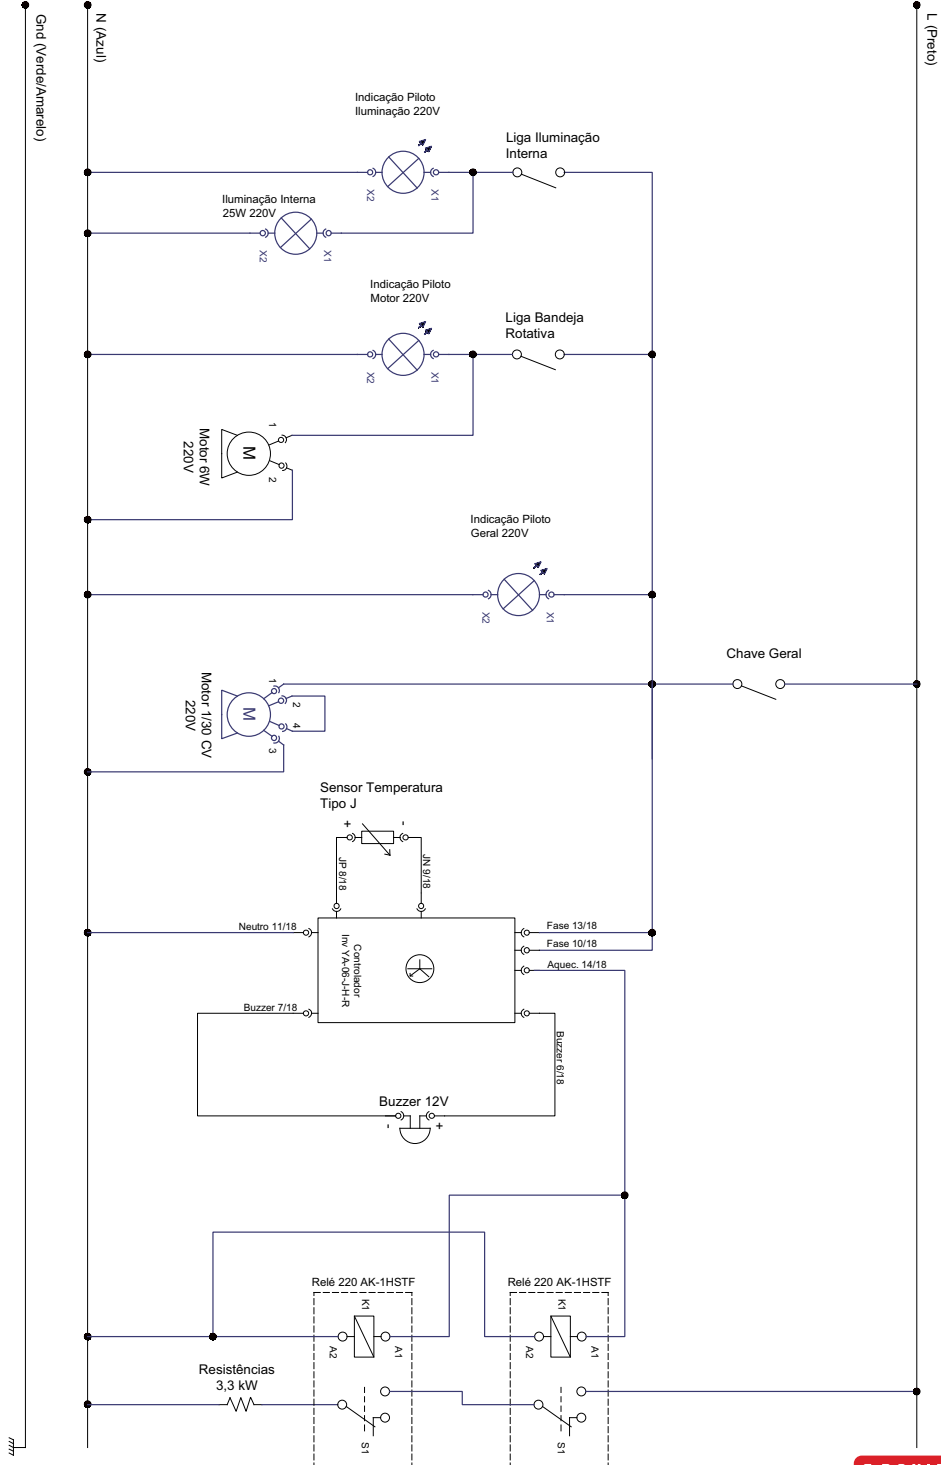 Gnd (Verde/Amarelo)
N (Azul)
L (Preto)
Indicação Piloto
Iluminação 220V
Liga Iluminação
Interna
X2
X1
Iluminação Interna
25W 220V
X2
X1
Indicação Piloto
Motor 220V
Liga Bandeja
Rotativa
X2
X1
1
M
2
Motor 6W
220V
Indicação Piloto
Geral 220V
X2
X1
Chave Geral
1
2
M
4
3
Motor 1/30 CV
220V
Sensor Temperatura
Tipo J
+
-
JP 8/18
JN 9/18
Neutro 11/18
Fase 13/18
Fase 10/18
Aquec. 14/18
Controlador
Inv YA-06-J-H-R
Buzzer 7/18
Buzzer 6/18
Buzzer 12V
-
+
Relé 220 AK-1HSTF
Relé 220 AK-1HSTF
K1
K1
A2
A1
A2
A1
Resistências
3,3 kW
S1
S1